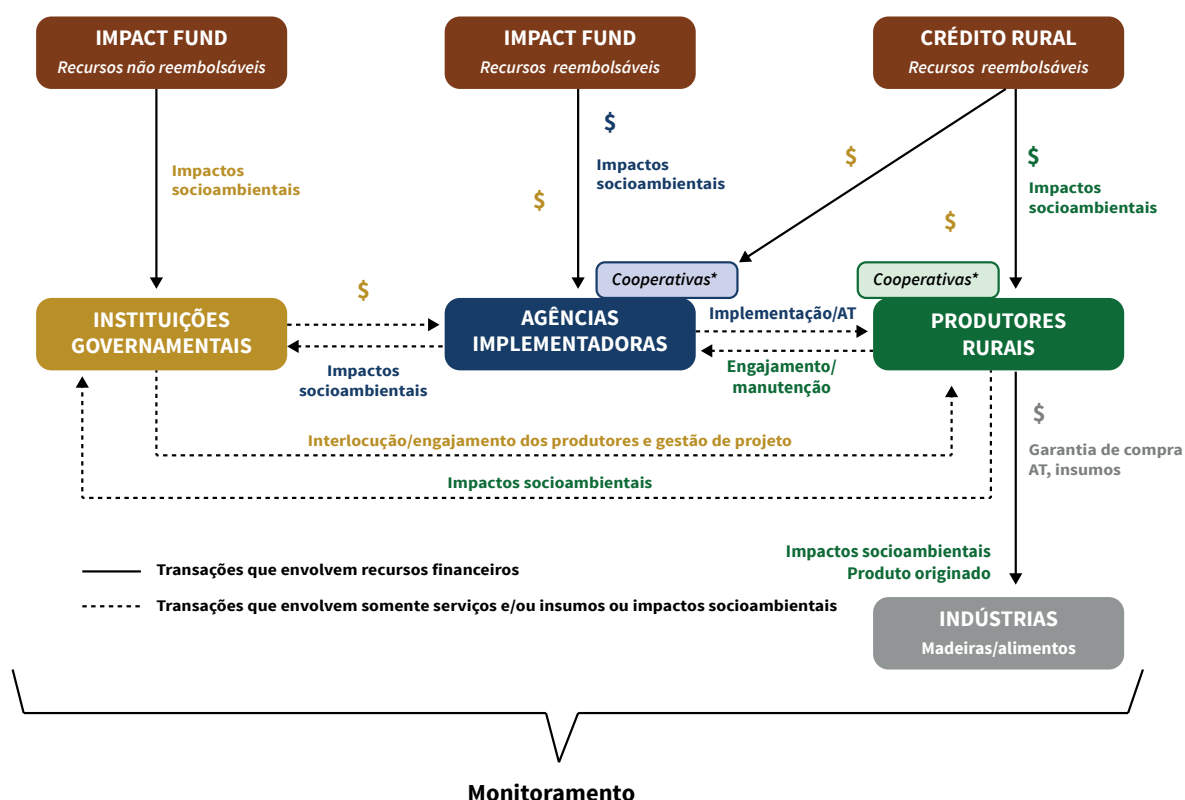 IMPACT FUND
Recursos não reembolsáveis
IMPACT FUND
Recursos reembolsáveis
CRÉDITO RURAL
Recursos reembolsáveis
Impactos
socioambientais
$
Impactos
socioambientais
$
$
$
Impactos
socioambientais
$
Cooperativas*
Cooperativas*
INSTITUIÇÕES
GOVERNAMENTAIS
$
Impactos
socioambientais
AGÊNCIAS
IMPLEMENTADORAS
Implementação/AT
Engajamento/
manutenção
PRODUTORES
RURAIS
$
Garantia de compra
AT, insumos
Interlocução/engajamento dos produtores e gestão de projeto
Impactos socioambientais
Impactos socioambientais
Produto originado
Transações que envolvem recursos financeiros
Transações que envolvem somente serviços e/ou insumos ou impactos socioambientais
INDÚSTRIAS
Madeiras/alimentos
Monitoramento